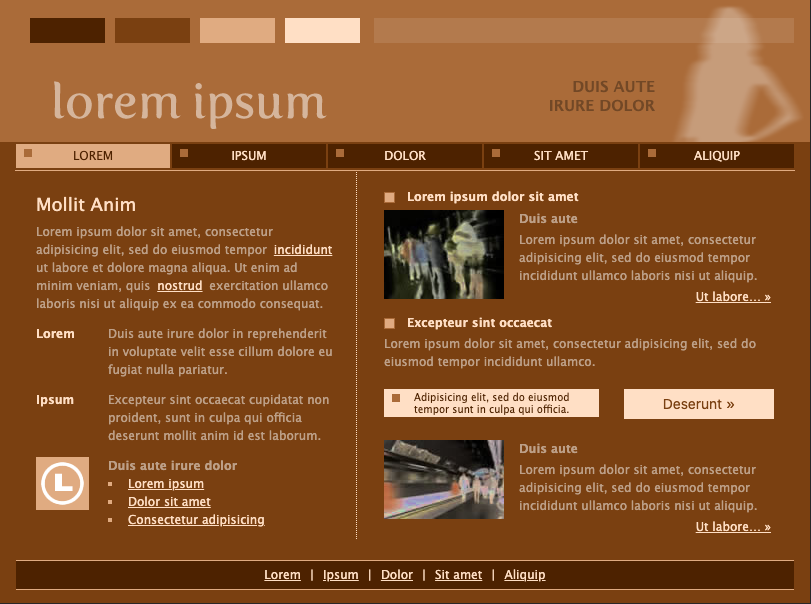 lorem ipsum
DUIS AUTE
IRURE DOLOR
LOREM
IPSUM
DOLOR
SIT AMET
ALIQUIP
Mollit Anim
Lorem ipsum dolor sit amet, consectetur
adipisicing elit, sed do eiusmod tempor incididunt
ut labore et dolore magna aliqua. Ut enim ad
minim veniam, quis nostrud exercitation ullamco
laboris nisi ut aliquip ex ea commodo consequat.
Lorem
Duis aute irure dolor in reprehenderit
in voluptate velit esse cillum dolore eu
fugiat nulla pariatur.
Ipsum
Excepteur sint occaecat cupidatat non
proident, sunt in culpa qui officia
deserunt mollit anim id est laborum.
L
Duis aute irure dolor
Lorem ipsum
Dolor sit amet
Consectetur adipisicing
Lorem ipsum dolor sit amet
Duis aute
Lorem ipsum dolor sit amet, consectetur
adipisicing elit, sed do eiusmod tempor
incididunt ullamco laboris nisi ut aliquip.
Ut labore... »
Excepteur sint occaecat
Lorem ipsum dolor sit amet, consectetur adipisicing elit, sed do
eiusmod tempor incididunt ullamco.
Adipisicing elit, sed do eiusmod
tempor sunt in culpa qui officia.
Deserunt »
Duis aute
Lorem ipsum dolor sit amet, consectetur
adipisicing elit, sed do eiusmod tempor
incididunt ullamco laboris nisi ut aliquip.
Ut labore... »
Lorem | Ipsum | Dolor | Sit amet | Aliquip